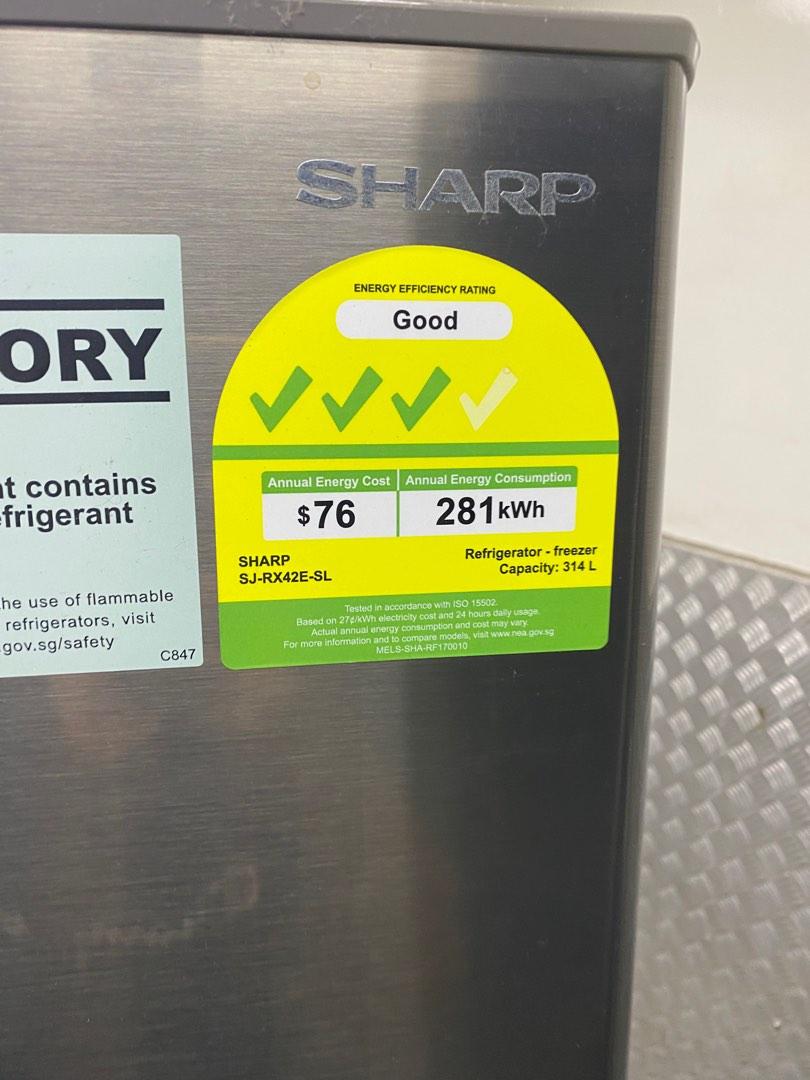 SHARP
ORY
t contains
frigerant
he use of flammable
refrigerators, visit
.gov.sg/safety
C847
ENERGY EFFICIENCY RATING
Good
Annual Energy Cost
$76
Annual Energy Consumption
281kWh
SHARP
SJ-RX42E-SL
Refrigerator - freezer
Capacity: 314 L
Tested in accordance with ISO 15502.
Based on 27¢/kWh electricity cost and 24 hours daily usage.
Actual annual energy consumption and cost may vary.
For more information and to compare models, visit www.nea.gov.sg
MELS-SHA-RF170010